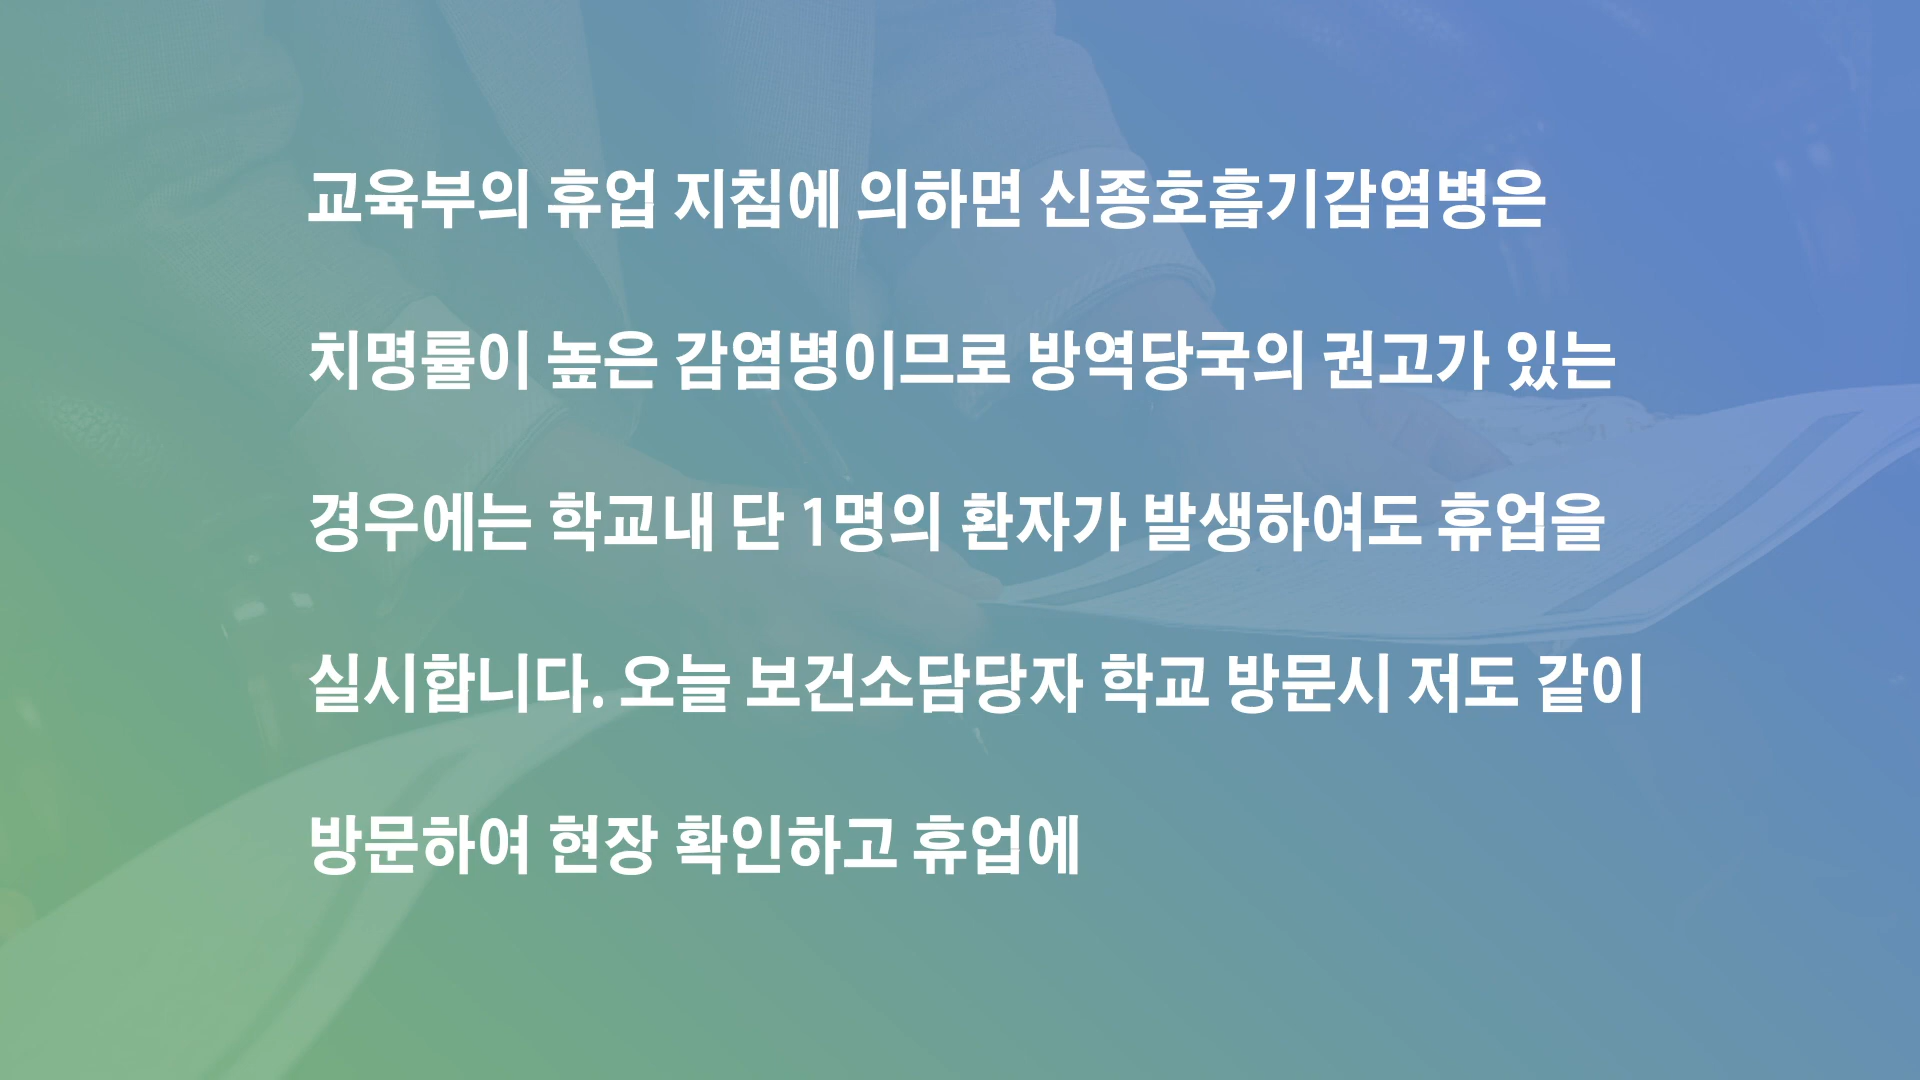 교육부의 휴업 지침에 의하면 신종호흡기감염병은
치명률이 높은 감염병이므로 방역당국의 권고가 있는
경우에는 학교내 단 1명의 환자가 발생하여도 휴업을
실시합니다. 오늘 보건소담당자 학교 방문시 저도 같이
방문하여 현장 확인하고 휴업에